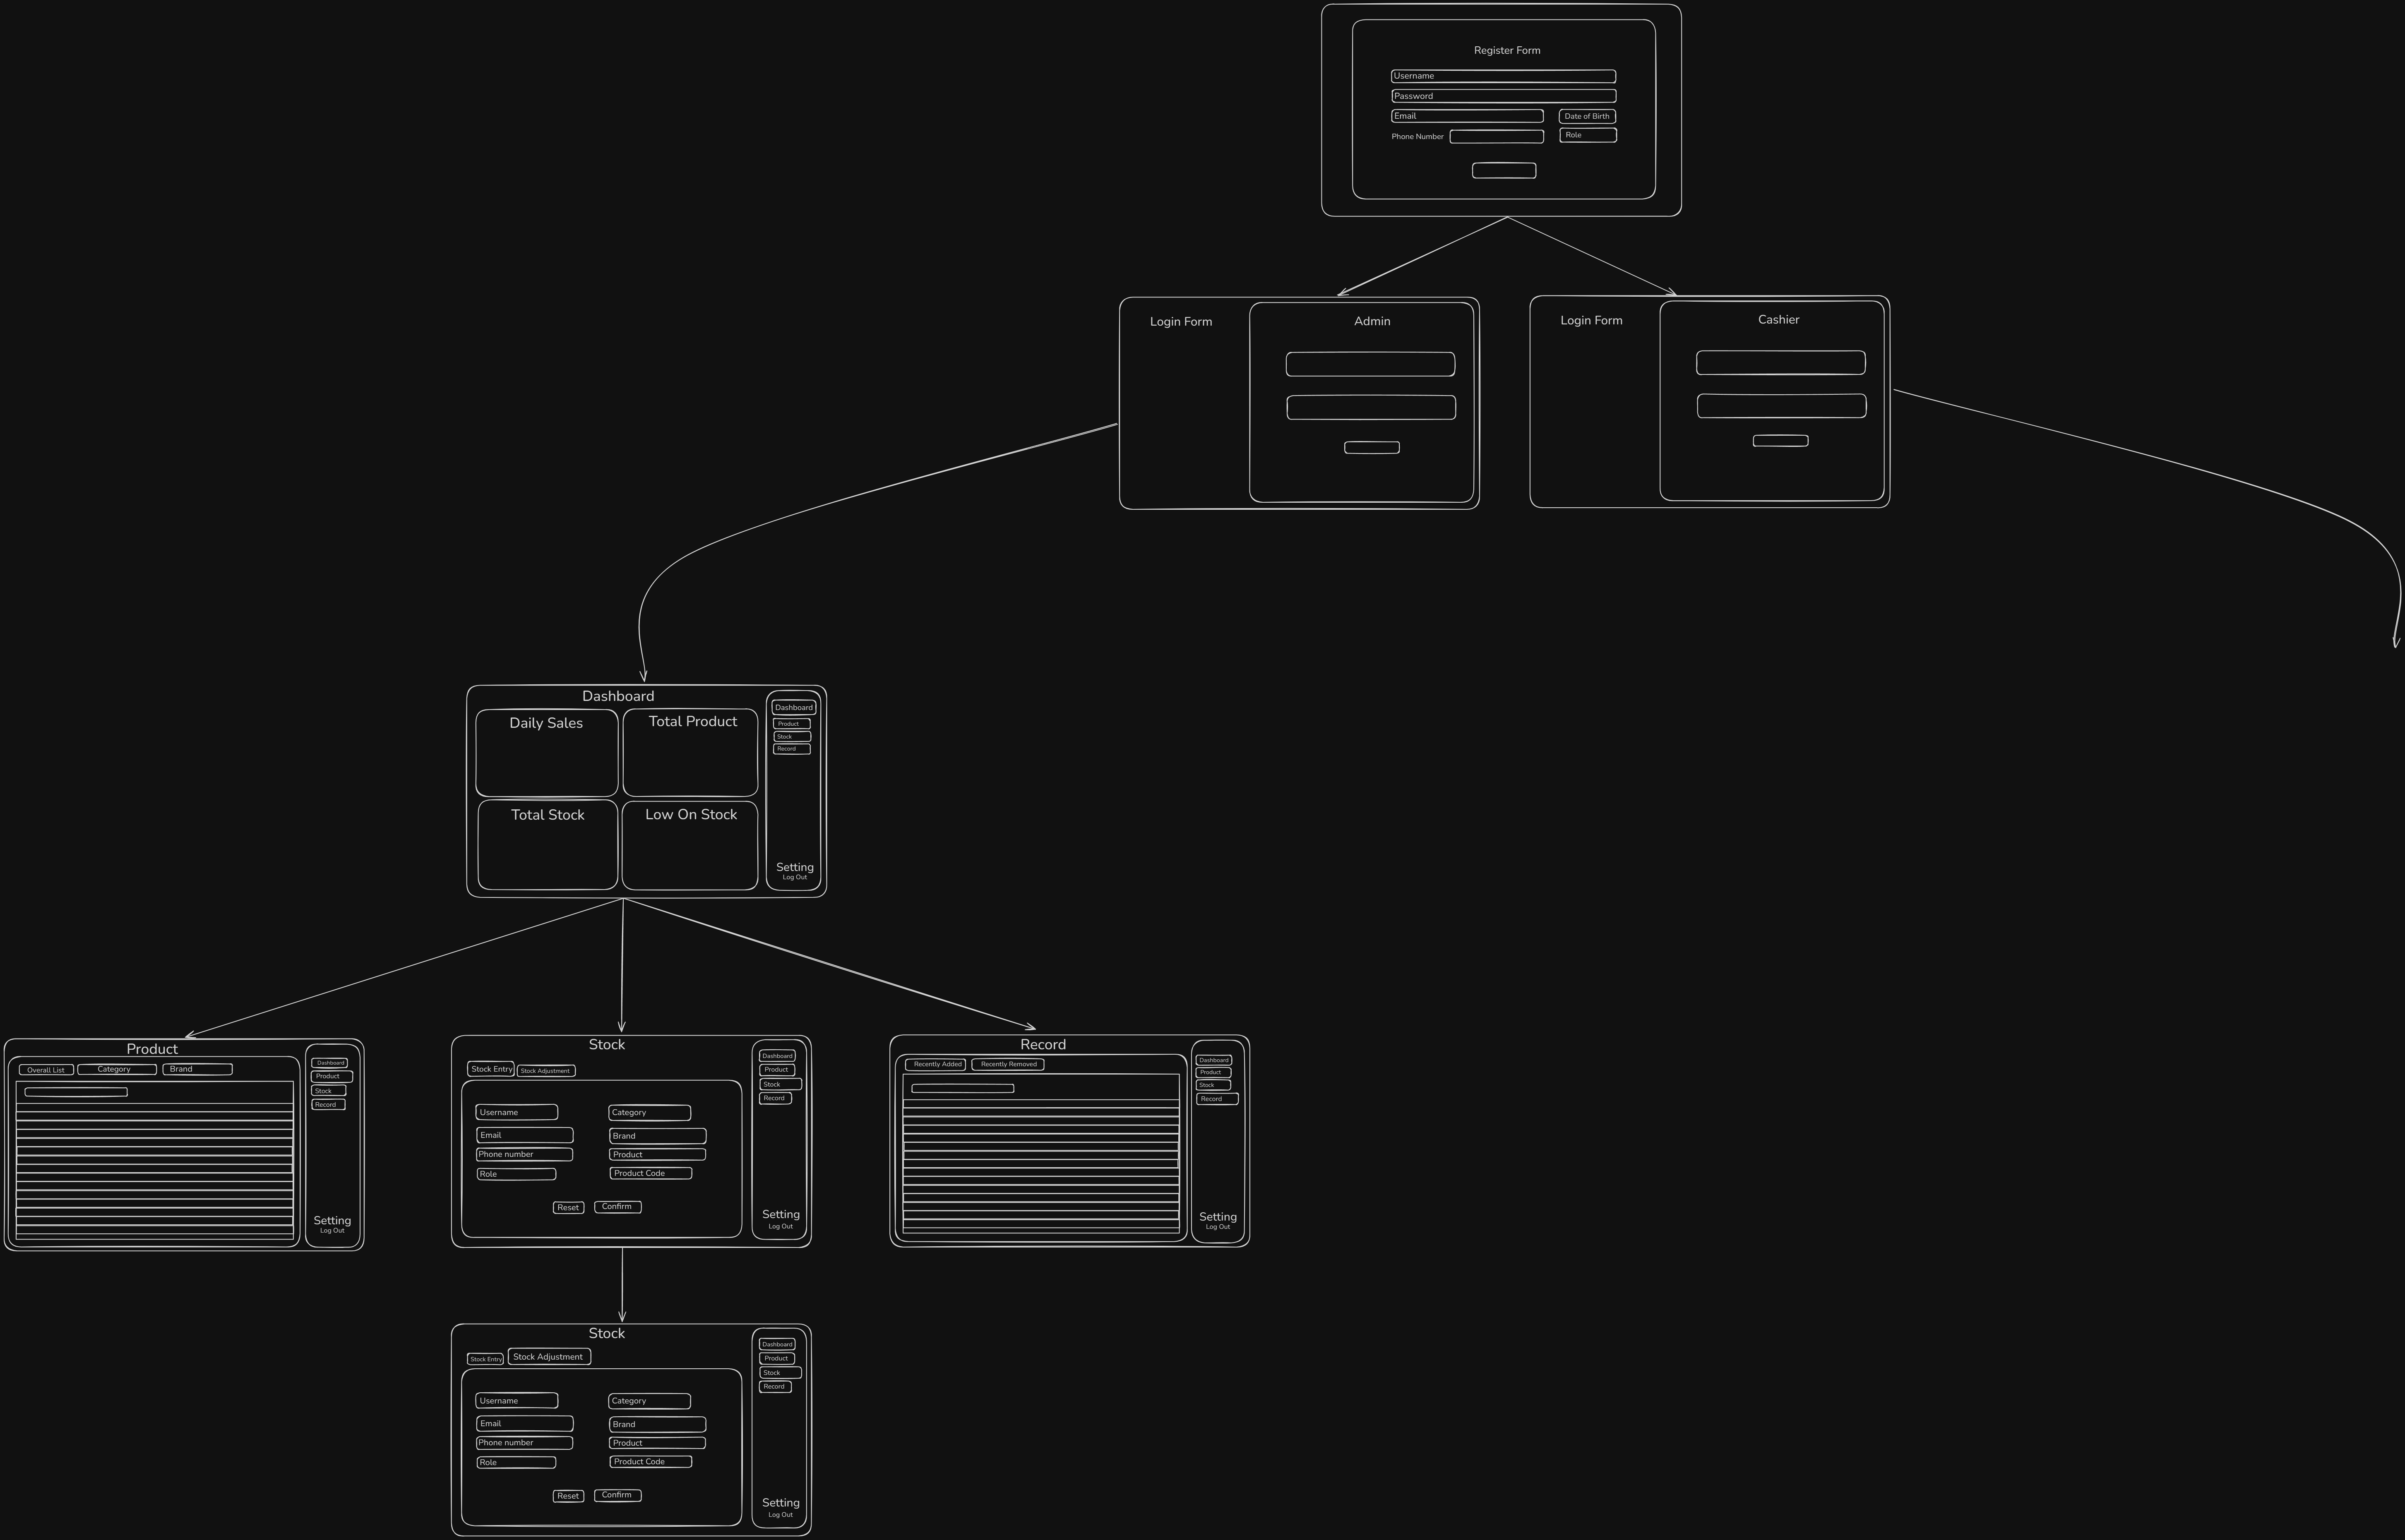 Register Form
Username
Password
Email
Date of Birth
Phone Number
Role
Login Form
Admin
Login Form
Cashier
Dashboard
Daily Sales
Total Product
Total Stock
Low On Stock
Dashboard
Product
Stock
Record
Setting
Log Out
Product
Overall List
Category
Brand
Dashboard
Product
Stock
Record
Setting
Log Out
Stock
Stock Entry
Stock Adjustment
Username
Category
Email
Brand
Phone number
Product
Role
Product Code
Reset
Confirm
Dashboard
Product
Stock
Record
Setting
Log Out
Record
Recently Added
Recently Removed
Dashboard
Product
Stock
Record
Setting
Log Out
Stock
Stock Entry
Stock Adjustment
Username
Category
Email
Brand
Phone number
Product
Role
Product Code
Reset
Confirm
Dashboard
Product
Stock
Record
Setting
Log Out